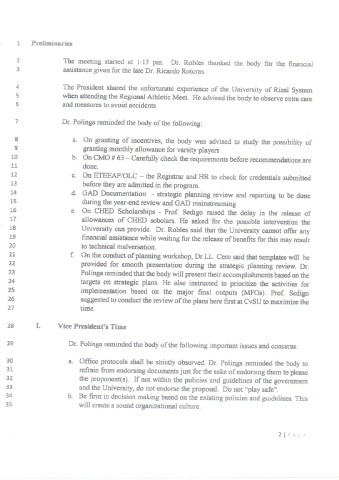 1 Preliminaries
2 The meeting started at 1:15 pm. Dr. Robles thanked the body for the financial
3 assistance given for the late Dr. Ricardo Roteras.
4 The President shared the unfortunate experience of the University of Rizal System
5 when attending the Regional Athletic Meet. He advised the body to observe extra care
6 and measures to avoid accidents
7 Dr. Polinga reminded the body of the following:
8 a. On granting of incentives, the body was advised to study the possibility of
9 granting monthly allowance for varsity players
10 b. On CMO # 63 – Carefully check the requirements before recommendations are
11 done.
12 c. On ETEEAP/OLC – the Registrar and HR to check for credentials submitted
13 before they are admitted in the program.
14 d. GAD Documentation - strategic planning review and reporting to be done
15 during the year-end review and GAD mainstreaming
16 e. On CHED Scholarships - Prof. Sedigo raised the delay in the release of
17 allowances of CHED scholars. He asked for the possible intervention the
18 University can provide. Dr. Robles said that the University cannot offer any
19 financial assistance while waiting for the release of benefits for this may result
20 to technical malversation.
21 f. On the conduct of planning workshop, Dr LL. Cero said that templates will be
22 provided for smooth presentation during the strategic planning review. Dr.
23 Polinga reminded that the body will present their accomplishments based on the
24 targets on strategic plans. He also instructed to prioritize the activities for
25 implementation based on the major final outputs (MFOs). Prof. Sedigo
26 suggested to conduct the review of the plans here first at CvSU to maximize the
27 time.
28 I. Vice President's Time
29 Dr. Polinga reminded the body of the following important issues and concerns:
30 a. Office protocols shall be strictly observed. Dr. Polinga reminded the body to
31 refrain from endorsing documents just for the sake of endorsing them to please
32 the proponent(s). If not within the policies and guidelines of the government
33 and the University, do not endorse the proposal. Do not "play safe".
34 b. Be firm in decision making based on the existing policies and guidelines. This
35 will create a sound organizational culture.
2 | Page